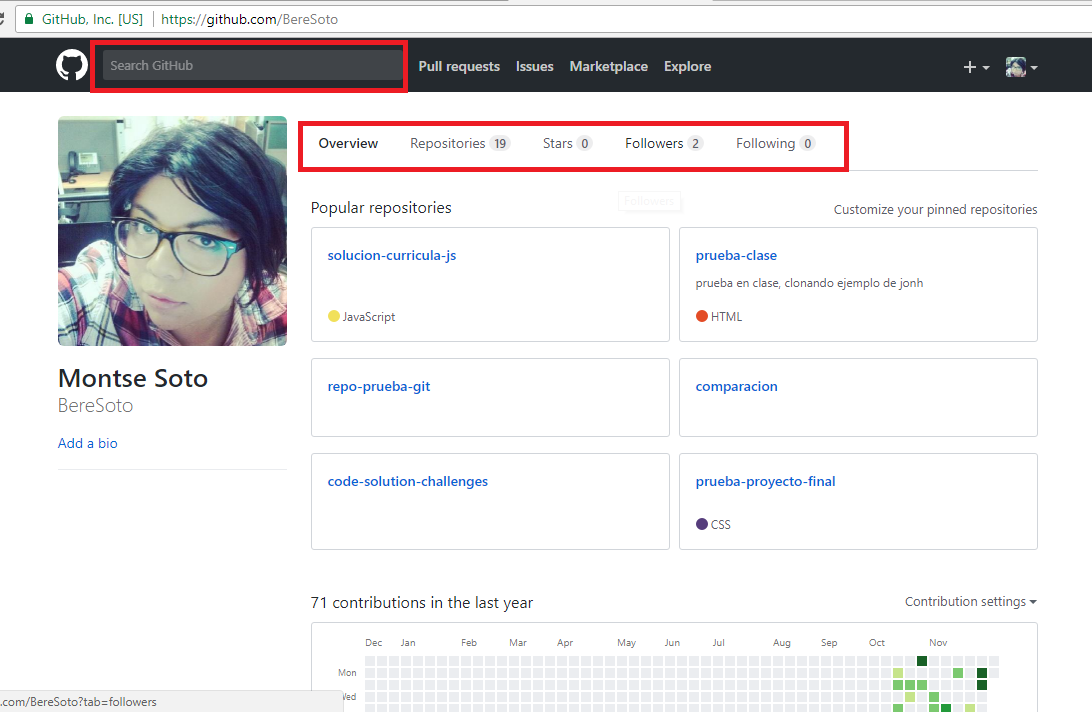 GitHub, Inc. [US] https://github.com/BereSoto
Search GitHub Pull requests Issues Marketplace Explore
Overview Repositories 19 Stars 0 Followers 2 Following 0
Followers
Popular repositories Customize your pinned repositories
solucion-curricula-js
JavaScript
prueba-clase
prueba en clase, clonando ejemplo de jonh
HTML
Montse Soto
BereSoto
Add a bio
repo-prueba-git
comparacion
code-solution-challenges
prueba-proyecto-final
CSS
71 contributions in the last year Contribution settings
Dec Jan Feb Mar Apr May Jun Jul Aug Sep Oct Nov
Mon
Wed
.com/BereSoto?tab=followers